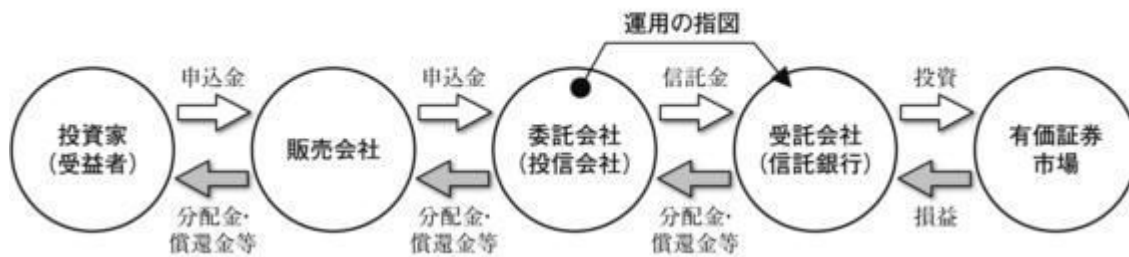 運用の指図
申込金
申込金
信託金
投資
投資家
(受益者)
販売会社
委託会社
(投信会社)
受託会社
(信託銀行)
有価証券
市場
分配金・
償還金等
分配金・
償還金等
分配金・
償還金等
損益